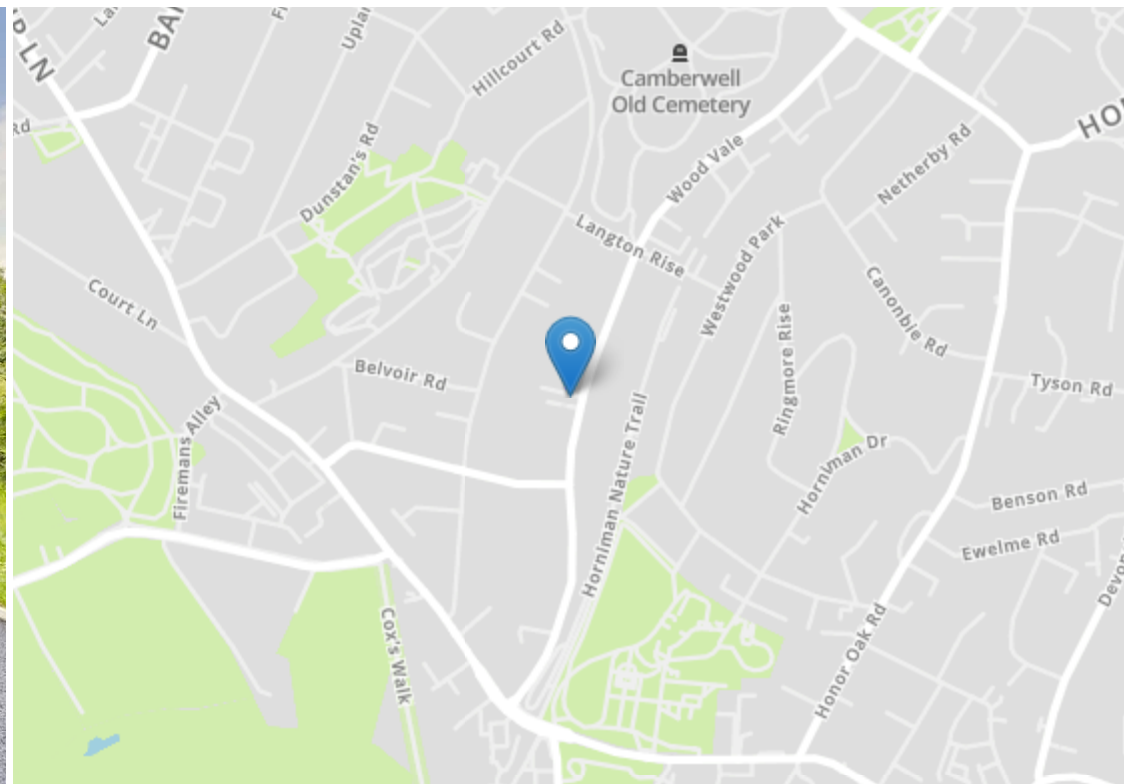 Hillcourt Rd
Camberwell
Old Cemetery
Dunstan's Rd
Wood Vale
Netherby Rd
Langton Rise
Westwood Park
Court Ln
Canonbie Rd
Ringmore Rise
Belvoir Rd
Tyson Rd
Firemans Alley
Horniman Nature Trail
Horniman Dr
Benson Rd
Ewelme Rd
Cox's Walk
Honor Oak Rd
LN
Rd